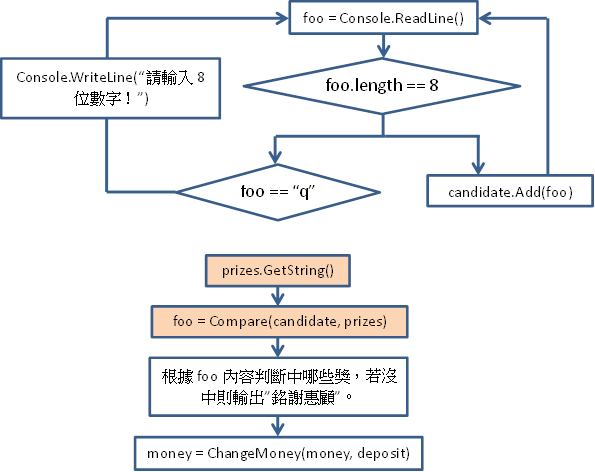 foo = Console.ReadLine()
Console.WriteLine(“請輸入 8
位數字！”)
foo.length == 8
foo == “q”
candidate.Add(foo)
prizes.GetString()
foo = Compare(candidate, prizes)
根據 foo 內容判斷中哪些獎，若沒
中則輸出”銘謝惠顧”。
money = ChangeMoney(money, deposit)